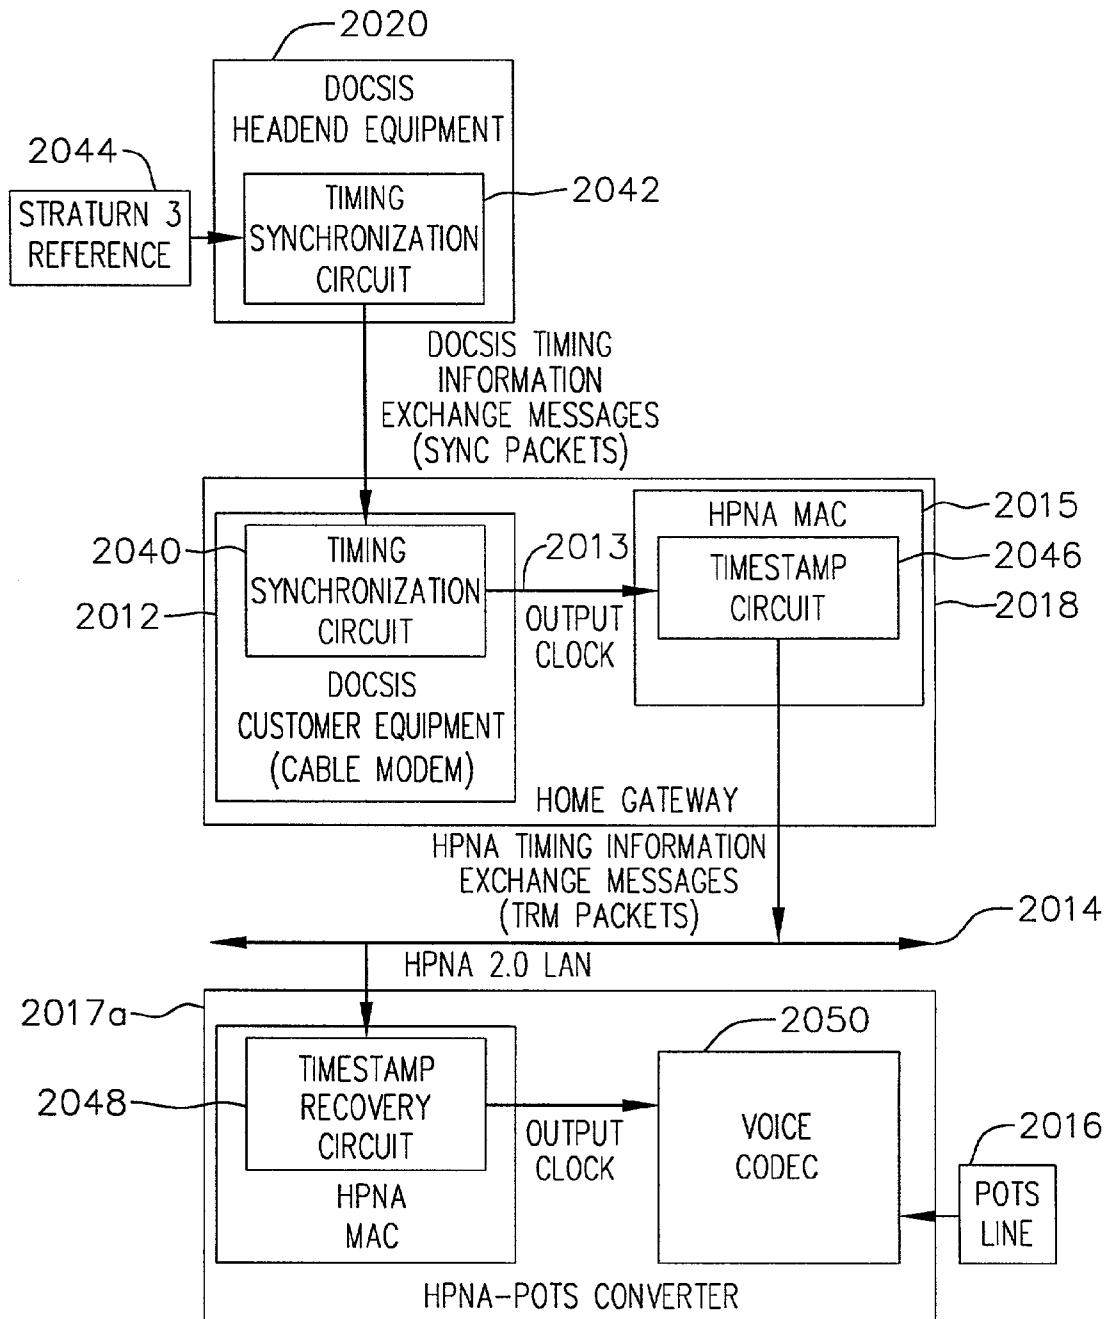 2020
DOCSIS
HEADEND EQUIPMENT
2044
STRATURN 3
REFERENCE
TIMING
SYNCHRONIZATION
CIRCUIT
2042
DOCSIS TIMING
INFORMATION
EXCHANGE MESSAGES
(SYNC PACKETS)
2040
2012
TIMING
SYNCHRONIZATION
CIRCUIT
DOCSIS
CUSTOMER EQUIPMENT
(CABLE MODEM)
2013
OUTPUT
CLOCK
HPNA MAC
TIMESTAMP
CIRCUIT
2015
2046
2018
HOME GATEWAY
HPNA TIMING INFORMATION
EXCHANGE MESSAGES
(TRM PACKETS)
2014
HPNA 2.0 LAN
2017a
2048
TIMESTAMP
RECOVERY
CIRCUIT
HPNA
MAC
OUTPUT
CLOCK
2050
VOICE
CODEC
2016
POTS
LINE
HPNA-POTS CONVERTER